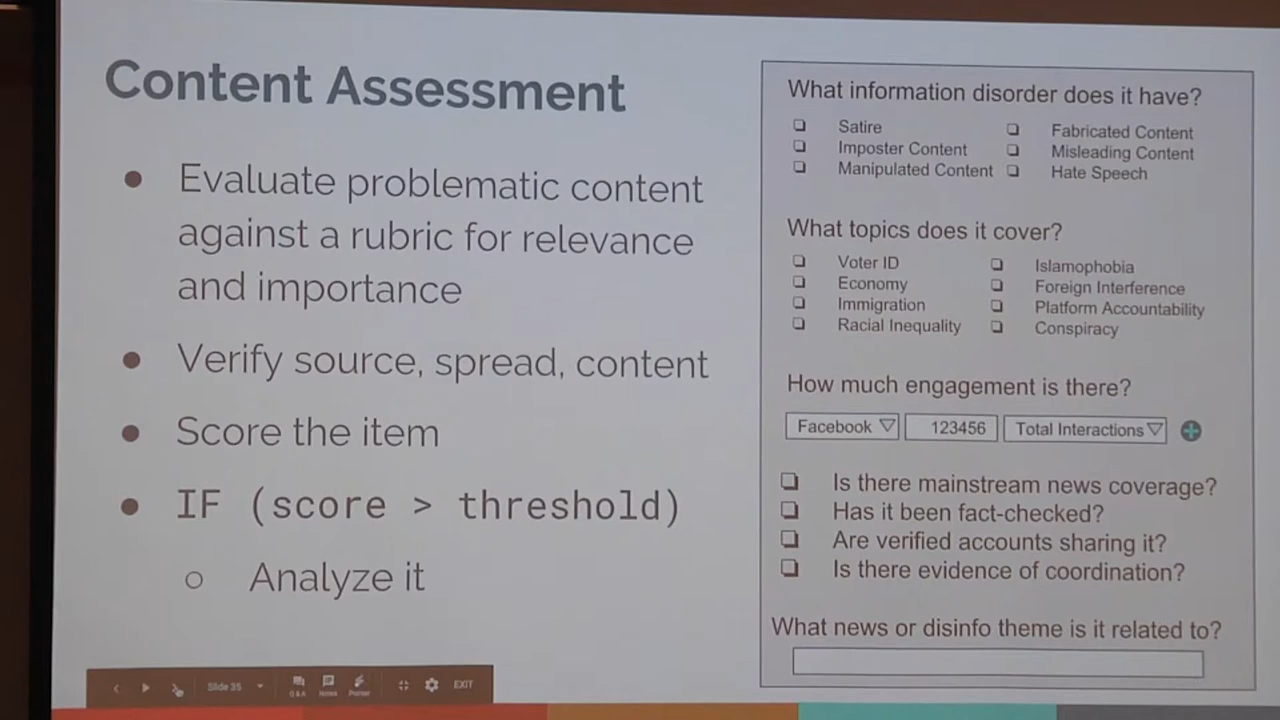 Content Assessment
● Evaluate problematic content
against a rubric for relevance
and importance
● Verify source, spread, content
● Score the item
● IF (score > threshold)
○ Analyze it
What information disorder does it have?
❑ Satire ❑ Fabricated Content
❑ Imposter Content ❑ Misleading Content
❑ Manipulated Content ❑ Hate Speech
What topics does it cover?
❑ Voter ID ❑ Islamophobia
❑ Economy ❑ Foreign Interference
❑ Immigration ❑ Platform Accountability
❑ Racial Inequality ❑ Conspiracy
How much engagement is there?
Facebook ▽ 123456 Total Interactions ▽
❑ Is there mainstream news coverage?
❑ Has it been fact-checked?
❑ Are verified accounts sharing it?
❑ Is there evidence of coordination?
What news or disinfo theme is it related to?
Slide 35 Q&A Notes Pointer EXIT